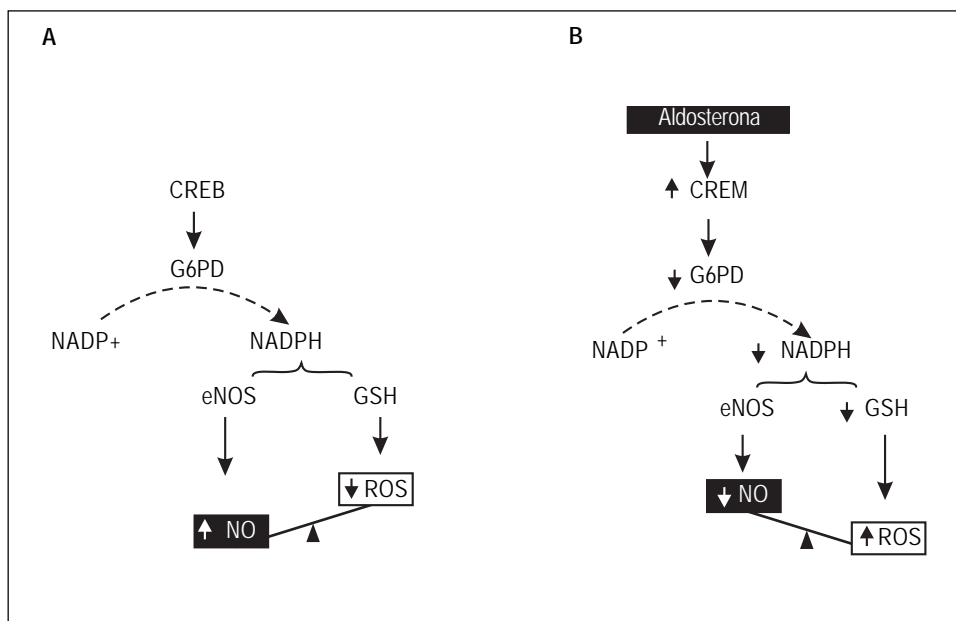 A
CREB
G6PD
NADP+
NADPH
eNOS
GSH
↓ ROS
↑ NO
B
Aldosterona
↑ CREM
↓ G6PD
NADP +
↓ NADPH
eNOS
↓ GSH
↓ NO
↑ ROS